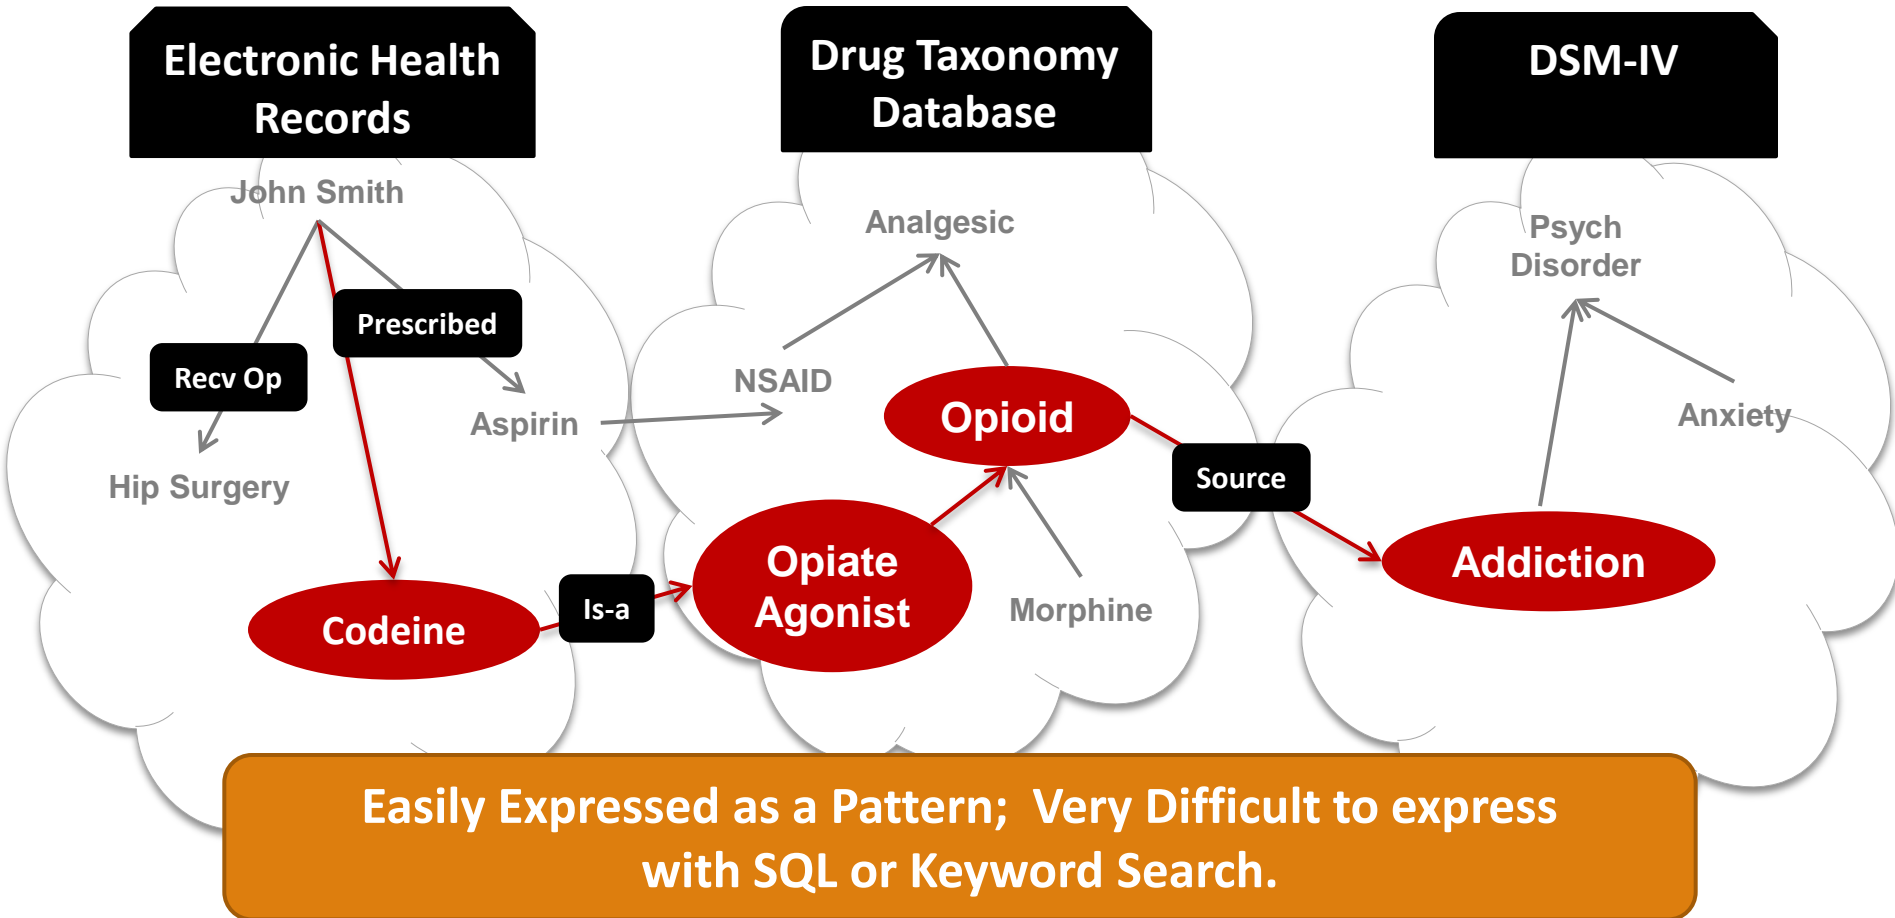 Electronic Health
Records
Drug Taxonomy
Database
DSM-IV
John Smith
Prescribed
Recv Op
Aspirin
Hip Surgery
Codeine
Is-a
Analgesic
NSAID
Opioid
Opiate
Agonist
Morphine
Source
Psych
Disorder
Anxiety
Addiction
Easily Expressed as a Pattern;  Very Difficult to express
with SQL or Keyword Search.